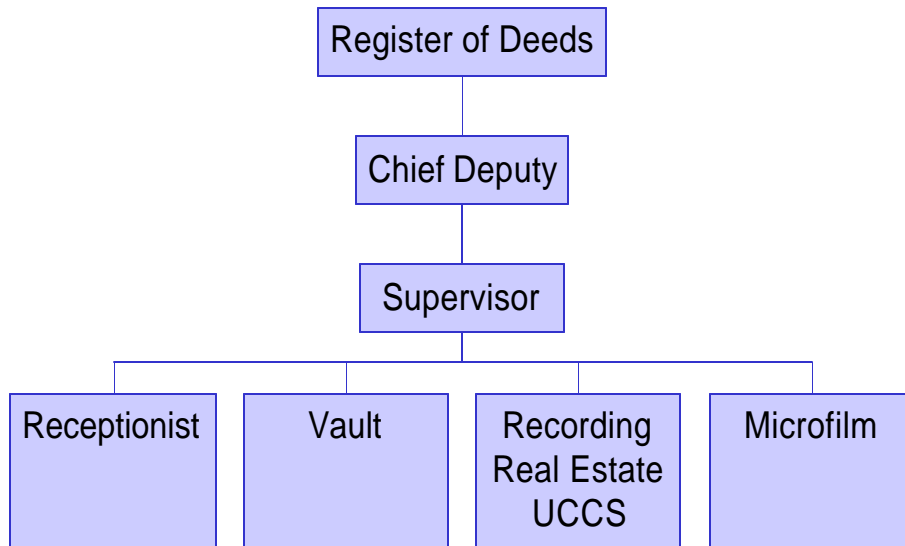 Register of Deeds
Chief Deputy
Supervisor
Receptionist
Vault
Recording
Real Estate
UCCS
Microfilm